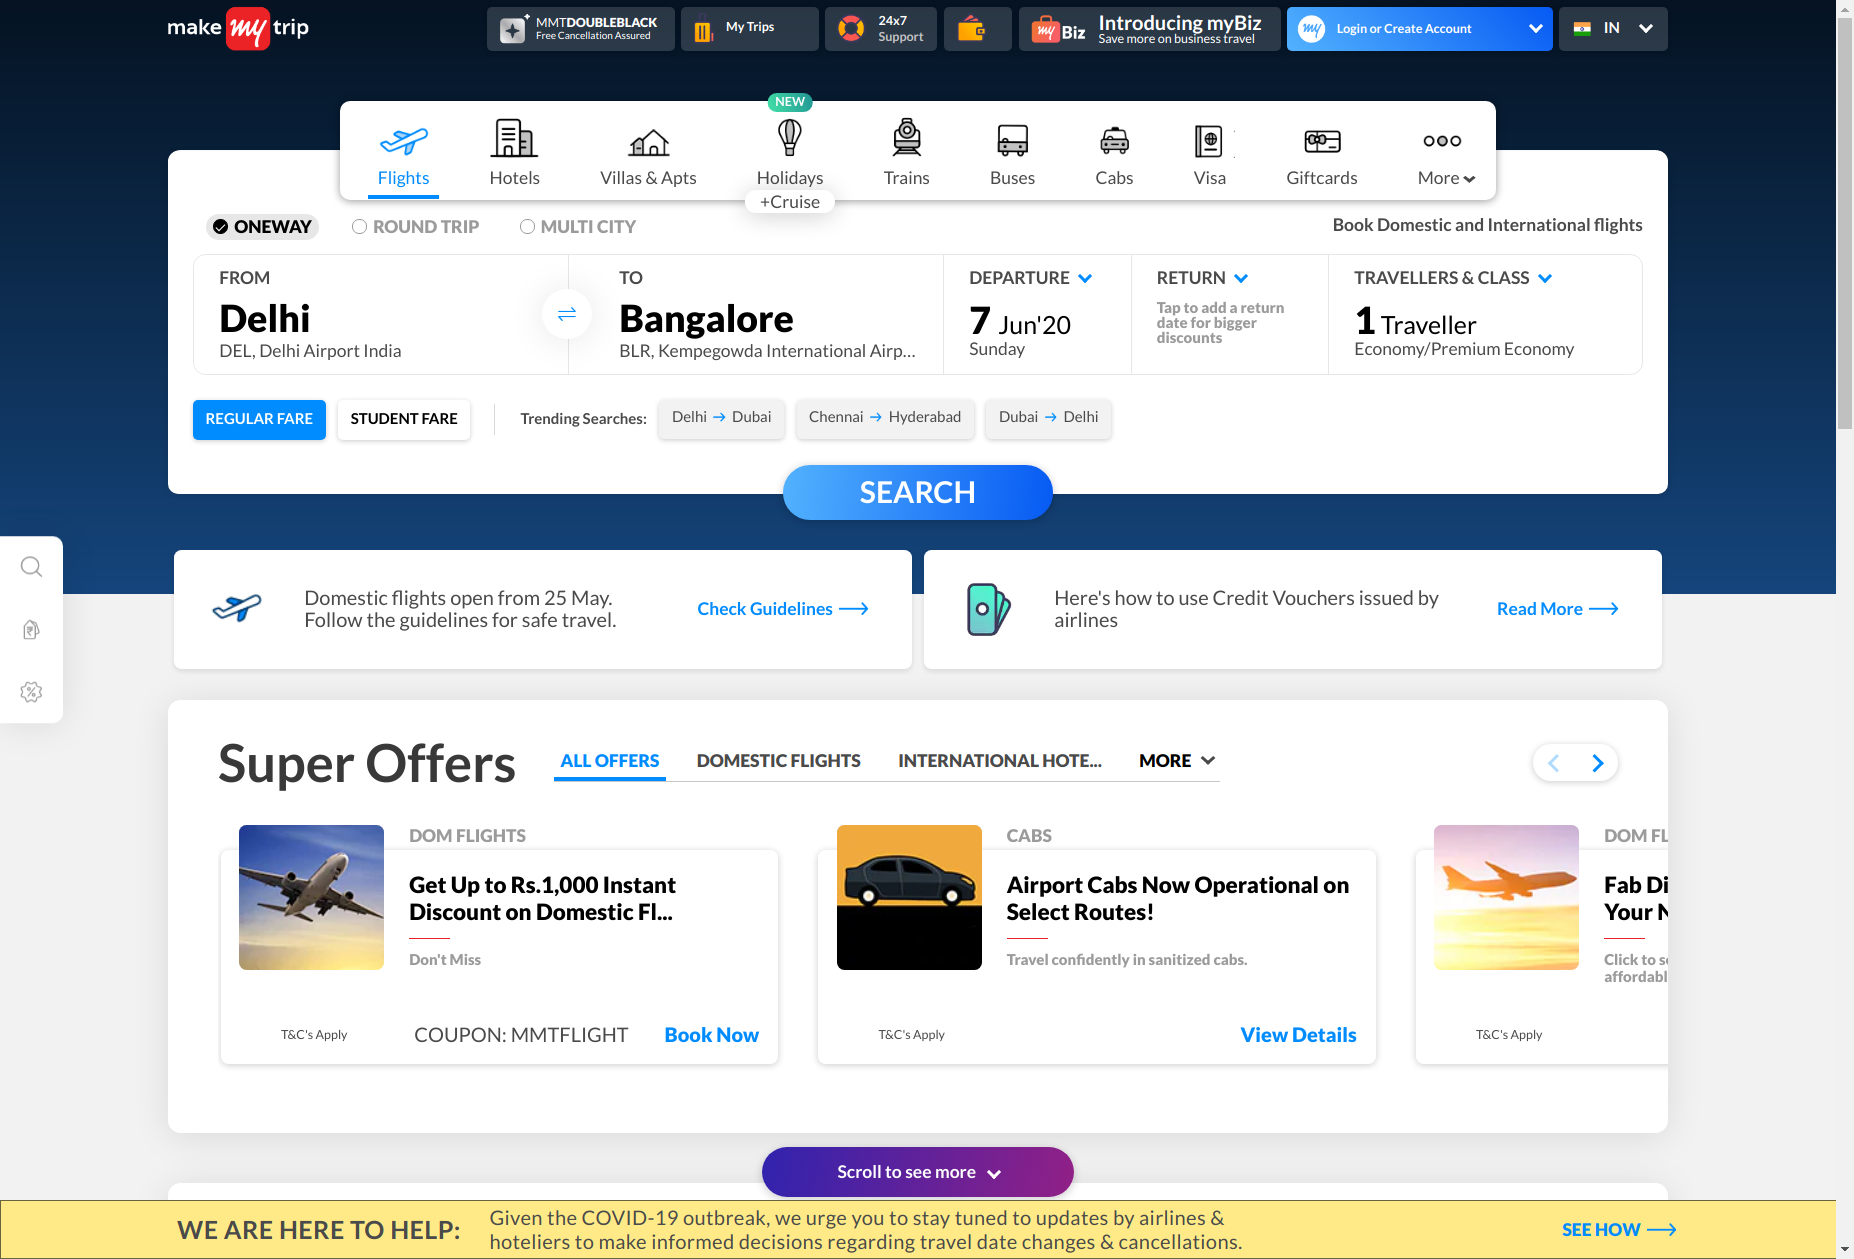 make my trip
MMTDOUBLEBLACK
Free Cancellation Assured
My Trips
24x7
Support
my Biz
Introducing myBiz
Save more on business travel
my
Login or Create Account
IN
NEW
Flights
Hotels
Villas & Apts
Holidays
+Cruise
Trains
Buses
Cabs
Visa
Giftcards
More
ONEWAY
ROUND TRIP
MULTI CITY
Book Domestic and International flights
FROM
Delhi
DEL, Delhi Airport India
TO
Bangalore
BLR, Kempegowda International Airp...
DEPARTURE
7 Jun'20
Sunday
RETURN
Tap to add a return
date for bigger
discounts
TRAVELLERS & CLASS
1 Traveller
Economy/Premium Economy
REGULAR FARE
STUDENT FARE
Trending Searches:
Delhi → Dubai
Chennai → Hyderabad
Dubai → Delhi
SEARCH
Domestic flights open from 25 May.
Follow the guidelines for safe travel.
Check Guidelines
Here's how to use Credit Vouchers issued by
airlines
Read More
Super Offers
ALL OFFERS
DOMESTIC FLIGHTS
INTERNATIONAL HOTE...
MORE
DOM FLIGHTS
Get Up to Rs.1,000 Instant
Discount on Domestic Fl...
Don't Miss
T&C's Apply
COUPON: MMTFLIGHT
Book Now
CABS
Airport Cabs Now Operational on
Select Routes!
Travel confidently in sanitized cabs.
T&C's Apply
View Details
DOM FL
Fab Di
Your N
Click to s
affordabl
T&C's Apply
Scroll to see more
WE ARE HERE TO HELP:
Given the COVID-19 outbreak, we urge you to stay tuned to updates by airlines &
hoteliers to make informed decisions regarding travel date changes & cancellations.
SEE HOW